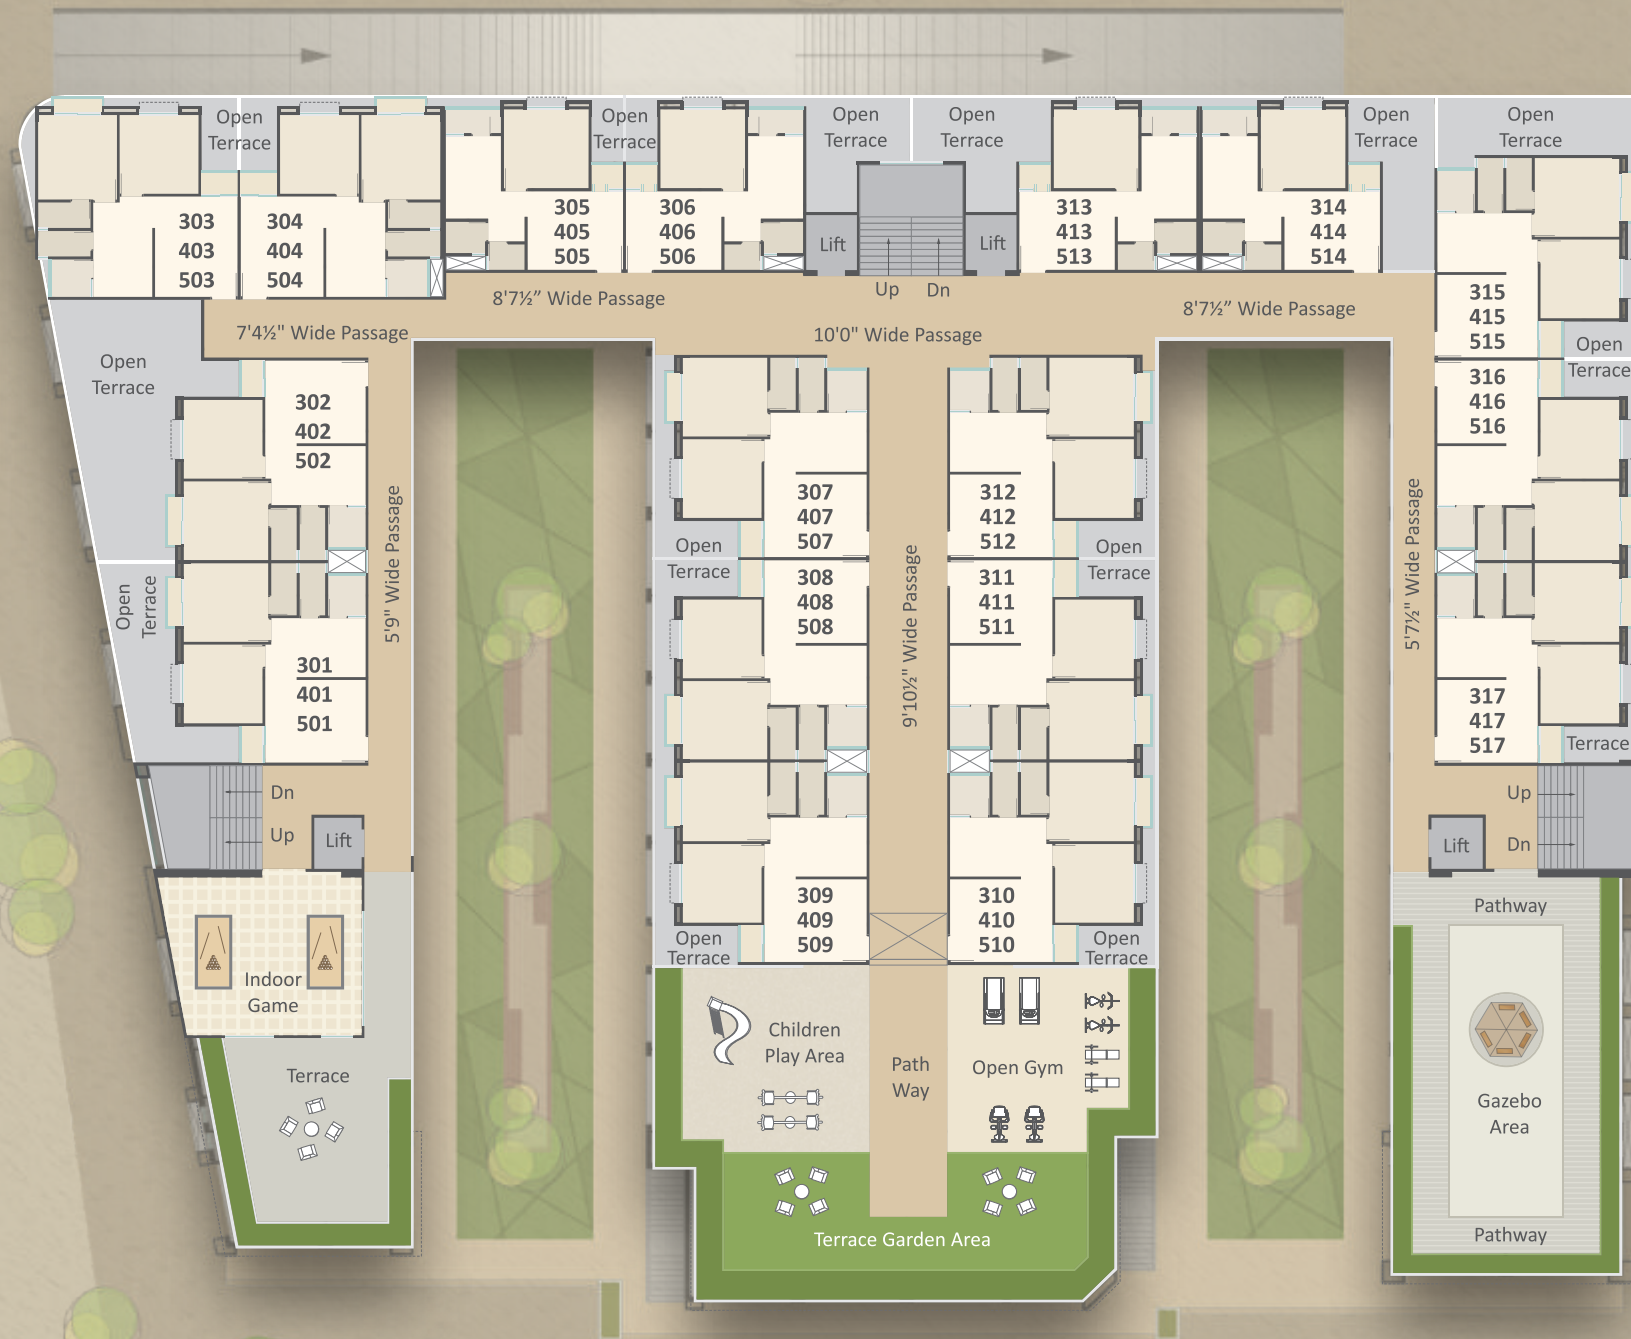 Open
Terrace
Open
Terrace
Open
Terrace
Open
Terrace
Open
Terrace
Open
Terrace
303
403
503
304
404
504
305
405
505
306
406
506
Lift
Lift
313
413
513
314
414
514
Up Dn
315
415
515
8'7½” Wide Passage
7'4½" Wide Passage
10'0" Wide Passage
8'7½” Wide Passage
Open
Terrace
Open
Terrace
302
402
502
316
416
516
5'9" Wide Passage
307
407
507
312
412
512
5'7½" Wide Passage
Open
Terrace
Open
Terrace
9'10½" Wide Passage
Open
Terrace
308
408
508
311
411
511
301
401
501
317
417
517
Terrace
Dn
Up
Lift
Up
Dn
Lift
309
409
509
310
410
510
Open
Terrace
Open
Terrace
Pathway
Indoor
Game
Children
Play Area
Path
Way
Open Gym
Terrace
Gazebo
Area
Terrace Garden Area
Pathway